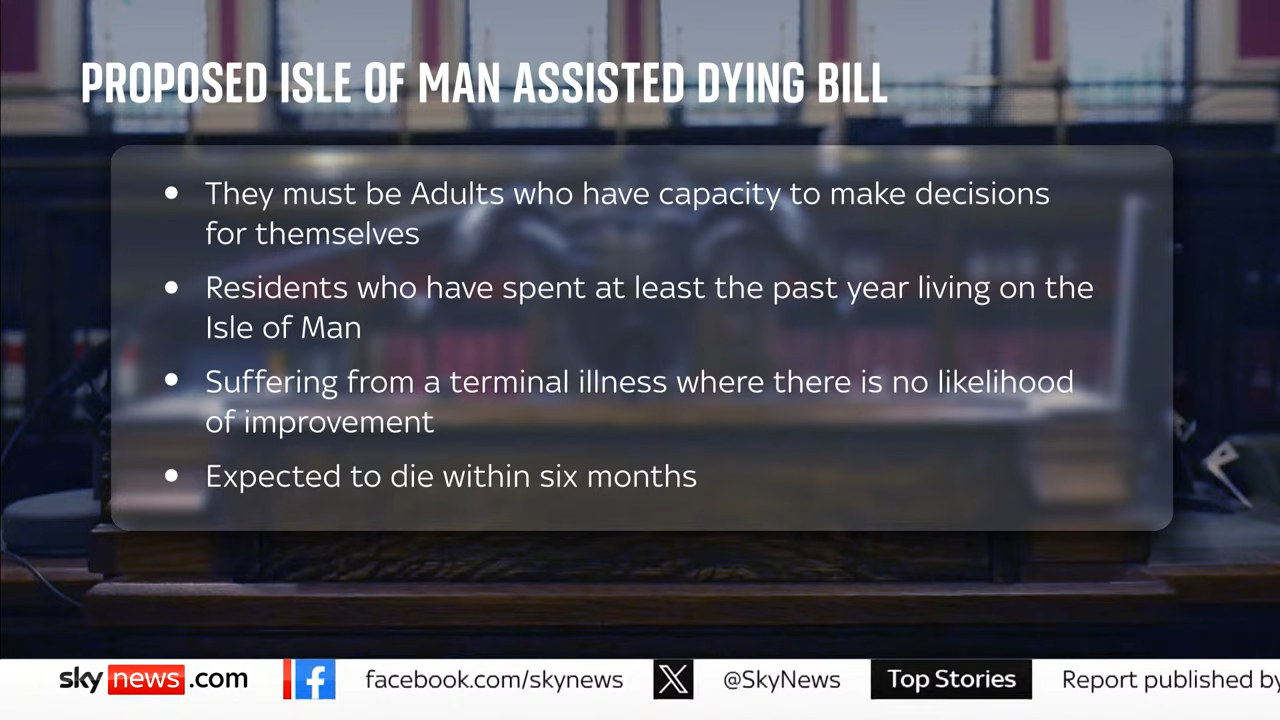 PROPOSED ISLE OF MAN ASSISTED DYING BILL
• They must be Adults who have capacity to make decisions
for themselves
• Residents who have spent at least the past year living on the
Isle of Man
• Suffering from a terminal illness where there is no likelihood
of improvement
• Expected to die within six months
sky news .com facebook.com/skynews @SkyNews Top Stories Report published by